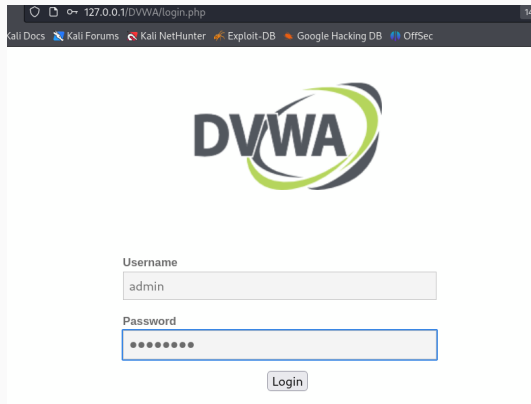 127.0.0.1/DVWA/login.php
Kali Docs Kali Forums Kali NetHunter Exploit-DB Google Hacking DB OffSec
DVWA
Username
admin
Password
••••••••
Login